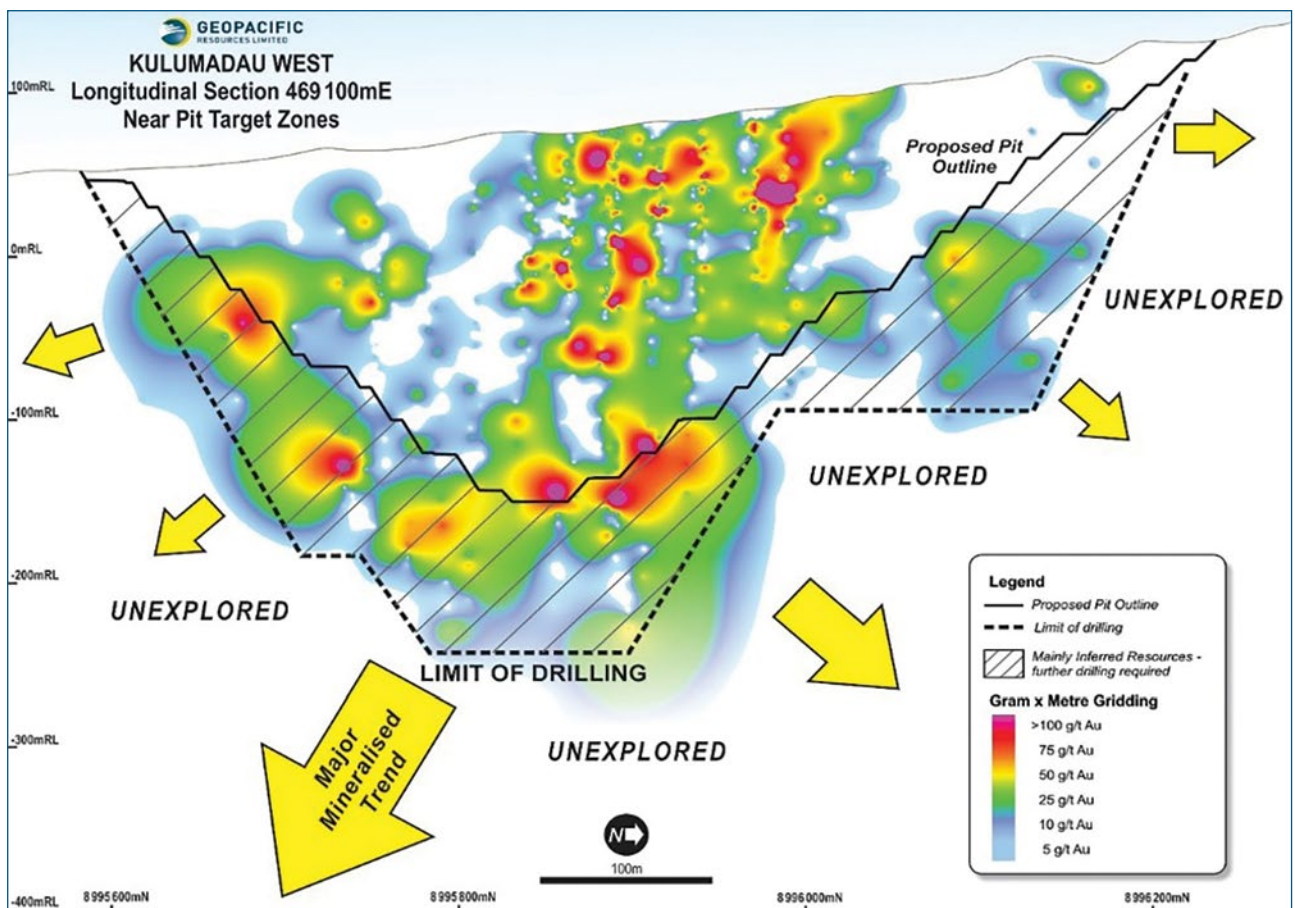 GEOPACIFIC
RESOURCES LIMITED
KULUMADAU WEST
Longitudinal Section 469 100mE
Near Pit Target Zones
100mRL
Proposed Pit
Outline
0mRL
UNEXPLORED
-100mRL
UNEXPLORED
-200mRL
UNEXPLORED
LIMIT OF DRILLING
Major
Mineralised
Trend
-300mRL
UNEXPLORED
N
100m
Legend
Proposed Pit Outline
Limit of drilling
Mainly Inferred Resources -
further drilling required
Gram x Metre Gridding
>100 g/t Au
75 g/t Au
50 g/t Au
25 g/t Au
10 g/t Au
5 g/t Au
-400mRL
8995600mN
8995800mN
8996000mN
8996200mN